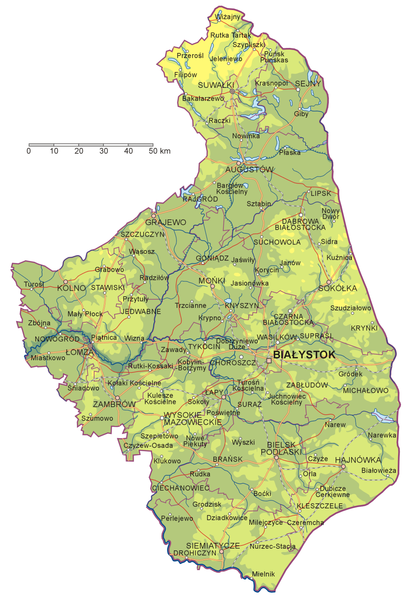 Wizajny
Rutka Tartak
Szypliszki
Przerośl
Jeleniewo
Puńsk
Filipów
SUWAŁKI
Krasnopol
SEJNY
Bakałarzewo
Raczki
Giby
Nowinka
0 10 20 30 40 50 km
Płaska
AUGUSTÓW
Bargłów
Kościelny
LIPSK
RAJGRÓD
Sztabin
Nowy
Dwór
GRAJEWO
DĄBROWA
BIAŁOSTOCKA
SZCZUCZYN
SUCHOWOLA
Sidra
Wąsosz
GONIĄDZ
Jaświły
Janów
Kuźnica
Grabowo
Radziłów
Korycin
Turośl
KOLNO
STAWISKI
MOŃKI
Jasionówka
SOKÓŁKA
Przytuły
Zbójna
Mały Płock
JEDWABNE
Trzcianne
KNYSZYN
Szudziałowo
Krypno
CZARNA
BIAŁOSTOCKA
KRYNKI
NOWOGRÓD
Piątnica
Wizna
Dobrzyniewo
Duże
WASILKÓW
SUPRAŚL
Miastkowo
ŁOMŻA
Zawady
TYKOCIN
BIAŁYSTOK
Rutki-Kossaki
Kobylin-
Borzymy
CHOROSZCZ
Gródek
Śniadowo
Kołaki Kościelne
Turośń
Kościelna
ZABŁUDÓW
MICHAŁOWO
Kulesze
Kościelne
ŁAPY
Juchnowiec
Kościelny
ZAMBRÓW
Sokoły
SURAŻ
Szumowo
WYSOKIE
MAZOWIECKIE
Poświętne
Narew
Narewka
Szepietowo
Czyżew-Osada
Nowe
Piekuty
Wyszki
BIELSK
PODLASKI
HAJNÓWKA
Klukowo
BRAŃSK
Czyże
Białowieża
Rudka
Orla
CIECHANOWIEC
Boćki
Dubicze
Cerkiewne
Grodzisk
KLESZCZELE
Perlejewo
Dziadkowice
Milejczyce
Czeremcha
SIEMIATYCZE
Nurzec-Stacja
DROHICZYN
Mielnik